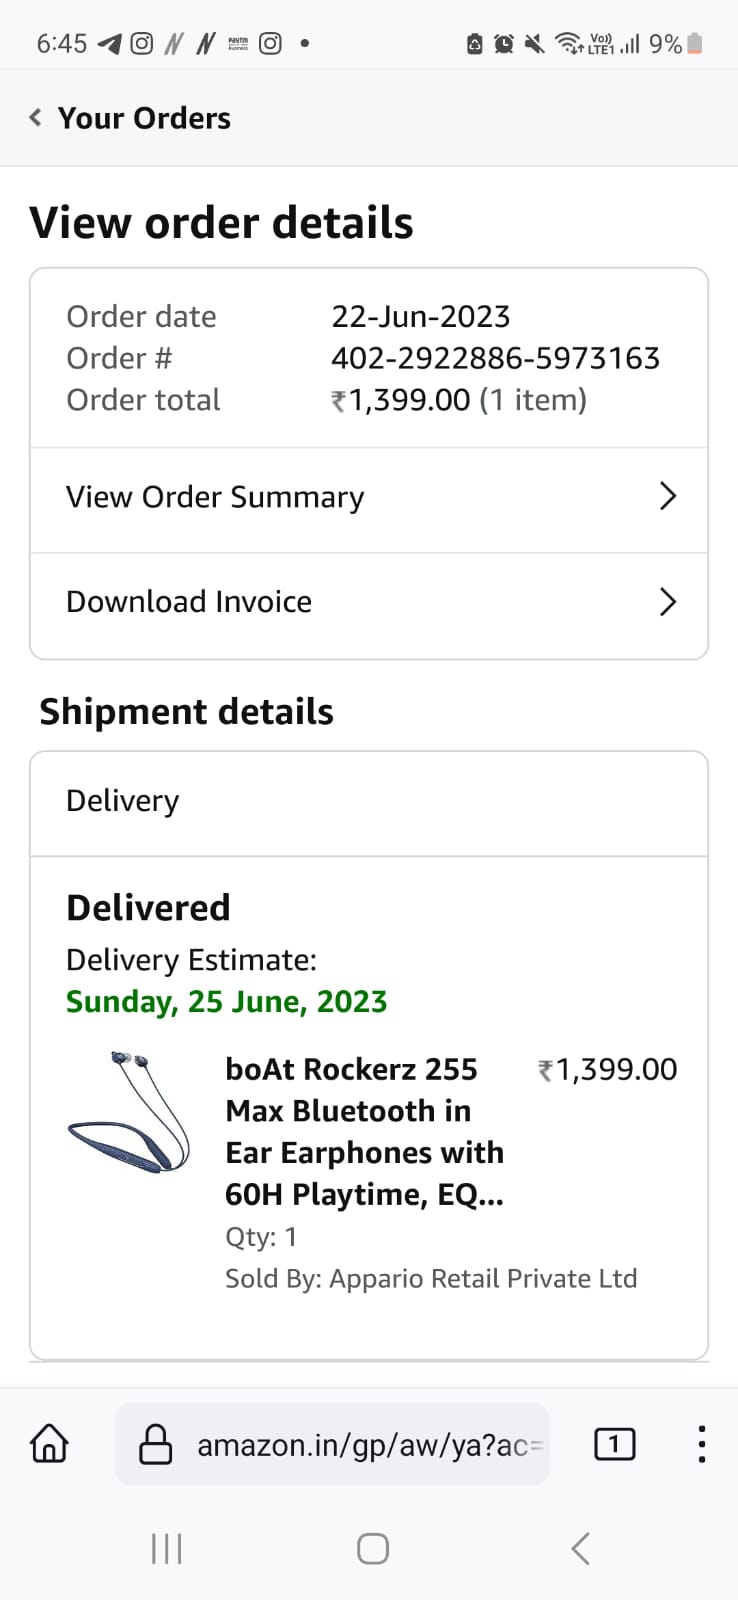 6:45 paytm Business Vo)) LTE1 9%
Your Orders
View order details
Order date 22-Jun-2023
Order # 402-2922886-5973163
Order total ₹1,399.00 (1 item)
View Order Summary
Download Invoice
Shipment details
Delivery
Delivered
Delivery Estimate:
Sunday, 25 June, 2023
boAt Rockerz 255 ₹1,399.00
Max Bluetooth in
Ear Earphones with
60H Playtime, EQ...
Qty: 1
Sold By: Appario Retail Private Ltd
amazon.in/gp/aw/ya?ac= 1